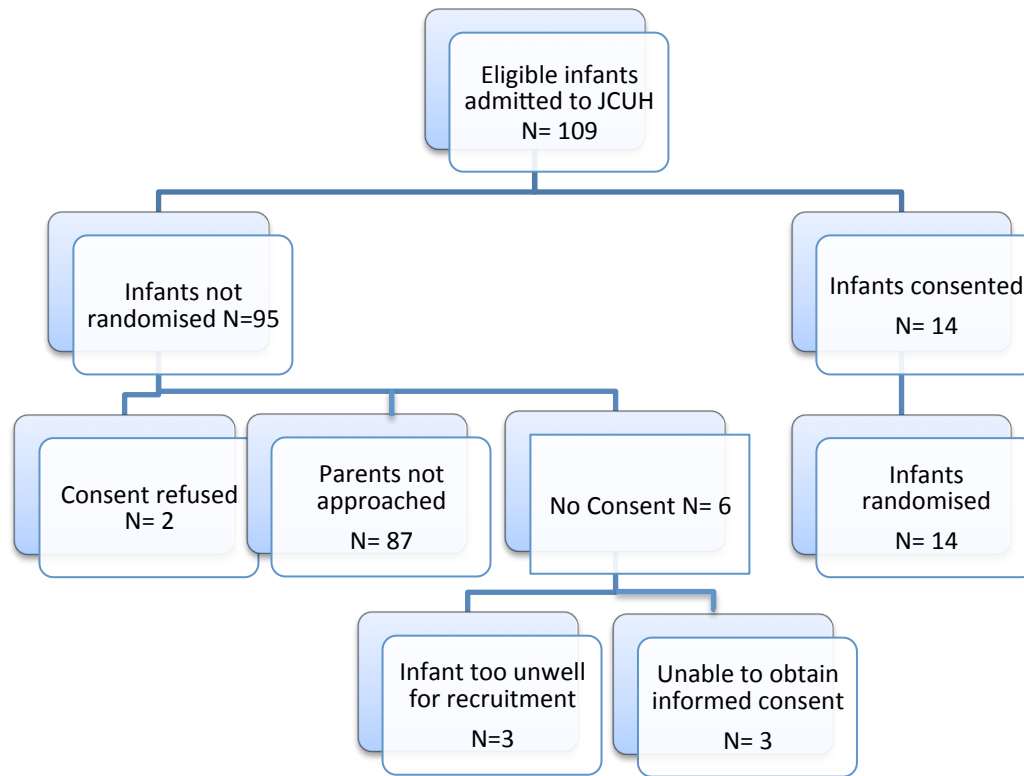 Eligible infants
admitted to JCUH
N= 109
Infants not
randomised N=95
Infants consented
N= 14
Consent refused
N= 2
Parents not
approached
N= 87
No Consent N= 6
Infants
randomised
N= 14
Infant too unwell
for recruitment
N=3
Unable to obtain
informed consent
N= 3